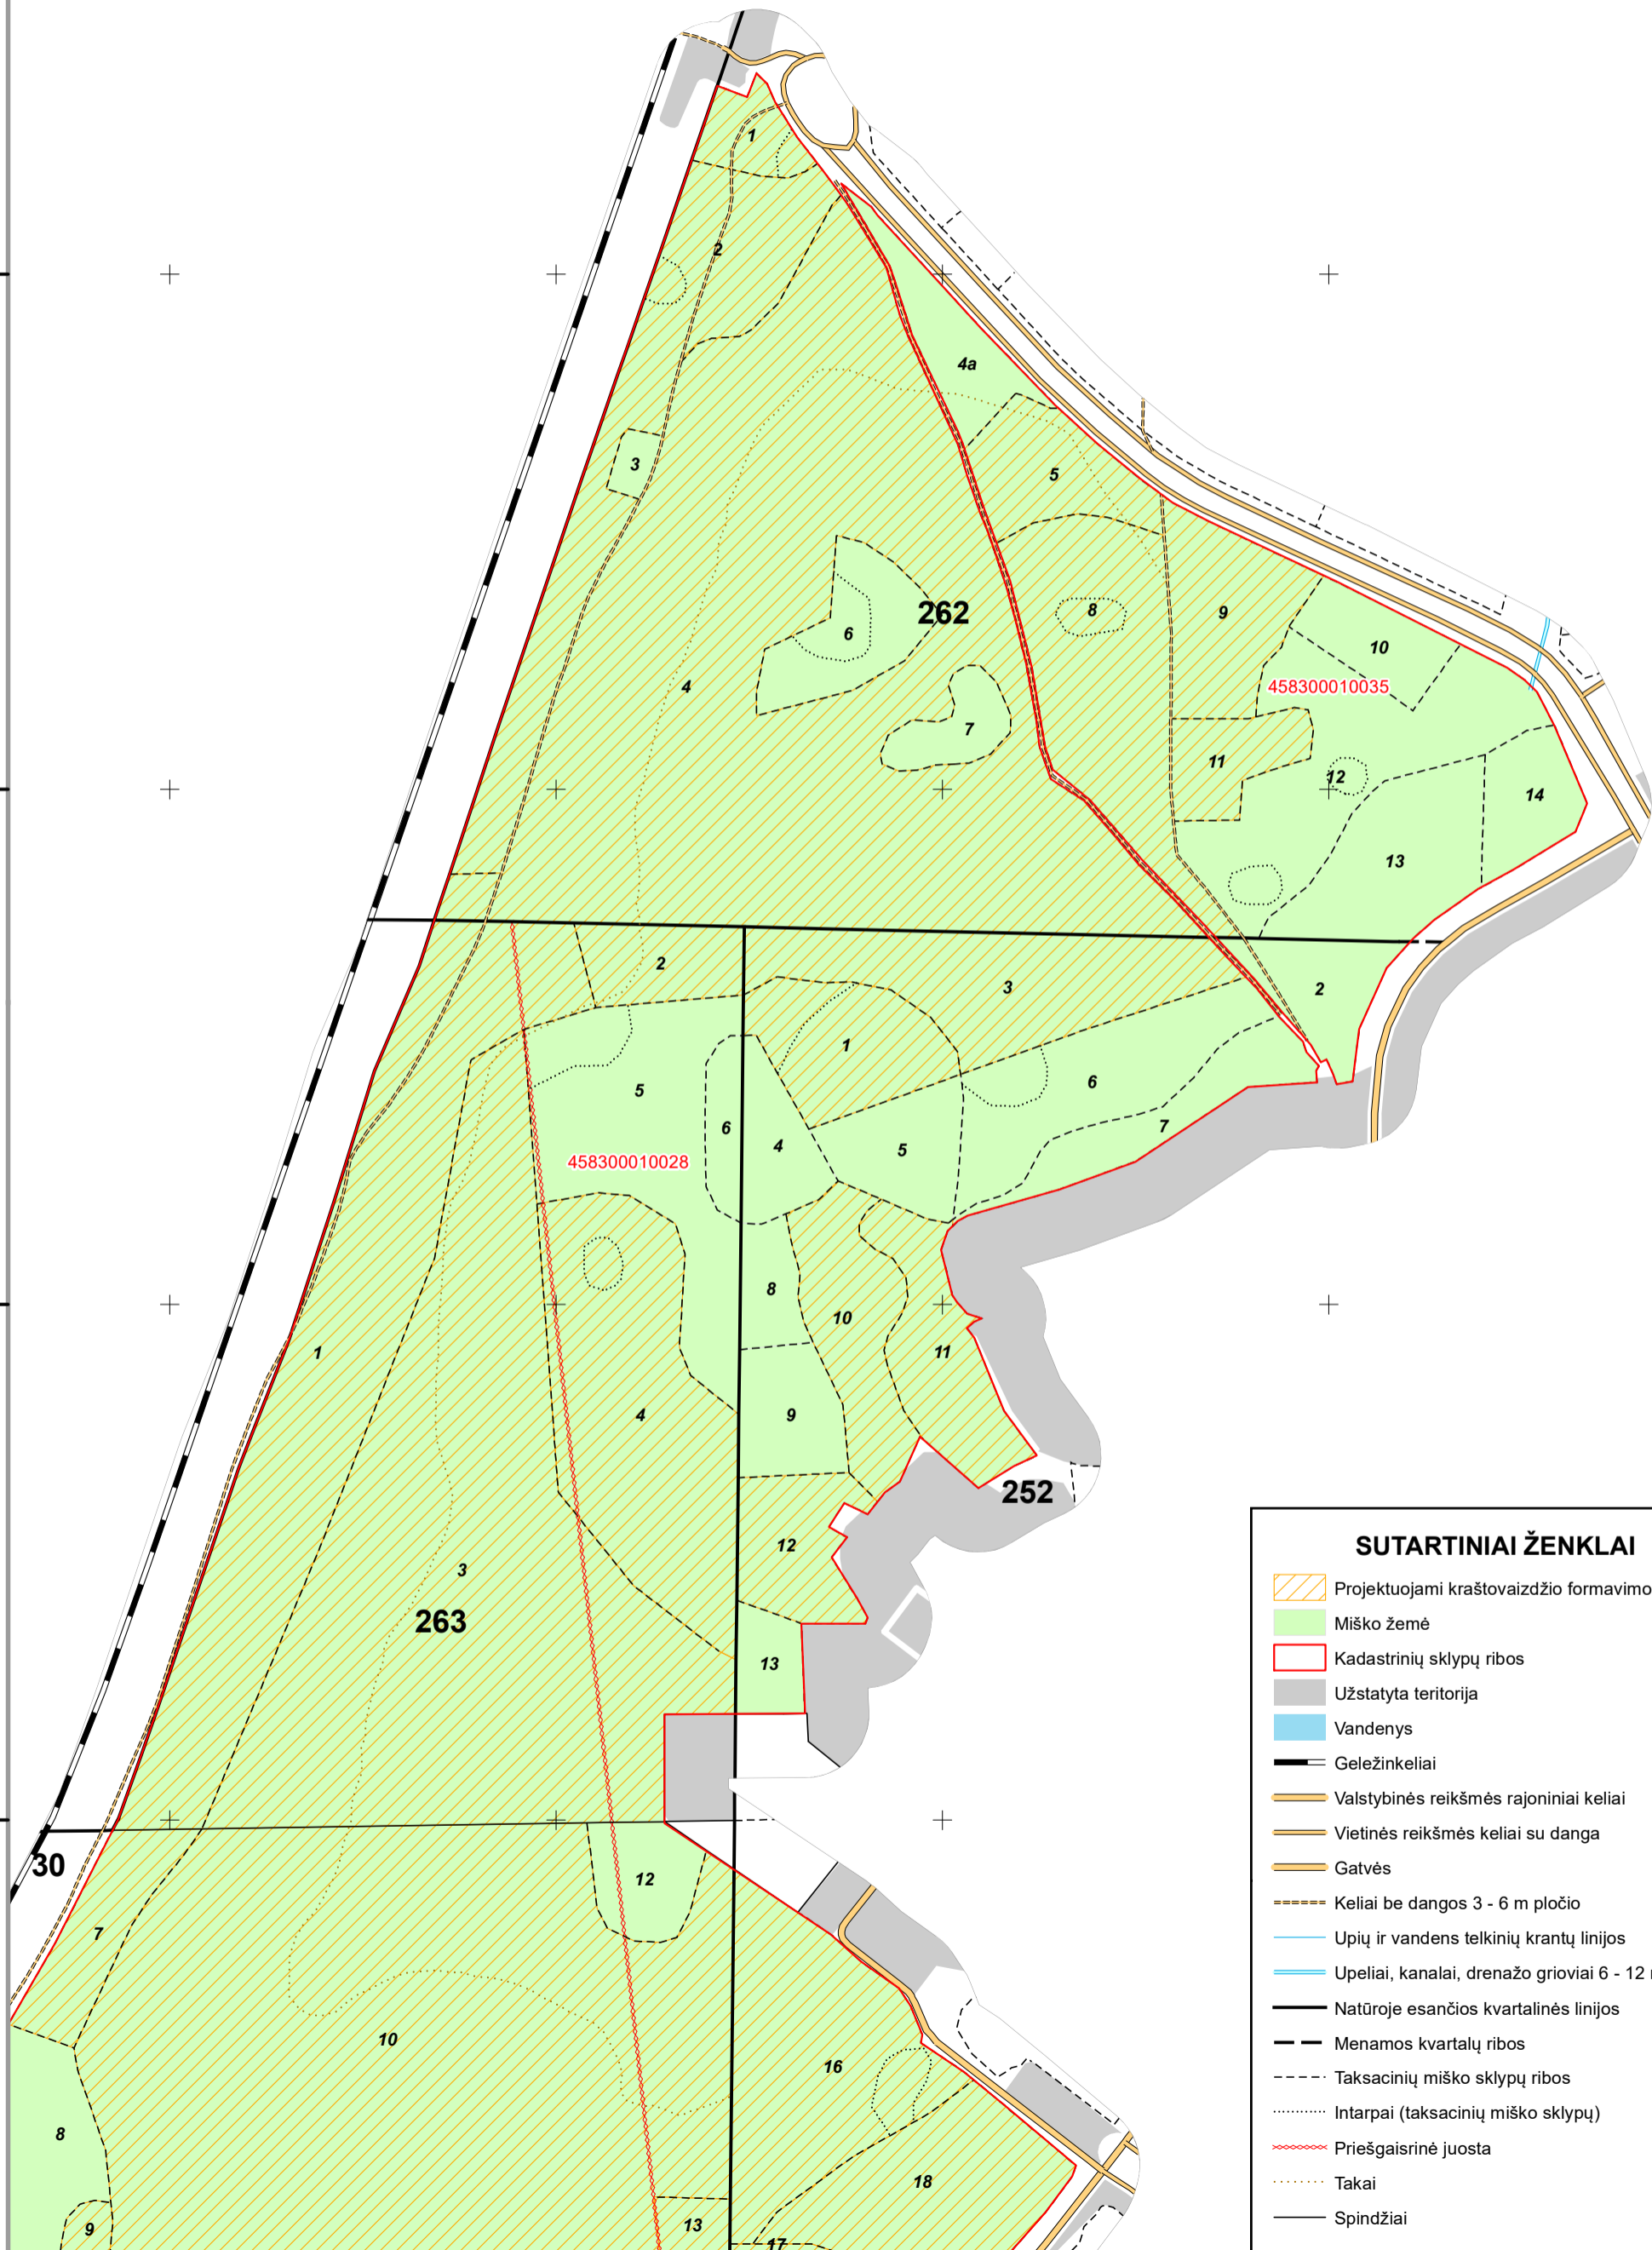 1
2
4a
3
5
262
8
9
6
10
4
458300010035
7
11
12
14
13
2
3
2
1
5
6
6
4
5
7
458300010028
8
10
1
11
4
9
252
12
3
263
13
30
12
7
10
16
8
18
9
13
17
SUTARTINIAI ŽENKLAI
Projektuojami kraštovaizdžio formavimo
Miško žemė
Kadastrinių sklypų ribos
Užstatyta teritorija
Vandenys
Geležinkeliai
Valstybinės reikšmės rajoniniai keliai
Vietinės reikšmės keliai su danga
Gatvės
Keliai be dangos 3 - 6 m pločio
Upių ir vandens telkinių krantų linijos
Upeliai, kanalai, drenažo grioviai 6 - 12
Natūroje esančios kvartalinės linijos
Menamos kvartalų ribos
Taksacinių miško sklypų ribos
Intarpai (taksacinių miško sklypų)
Priešgaisrinė juosta
Takai
Spindžiai